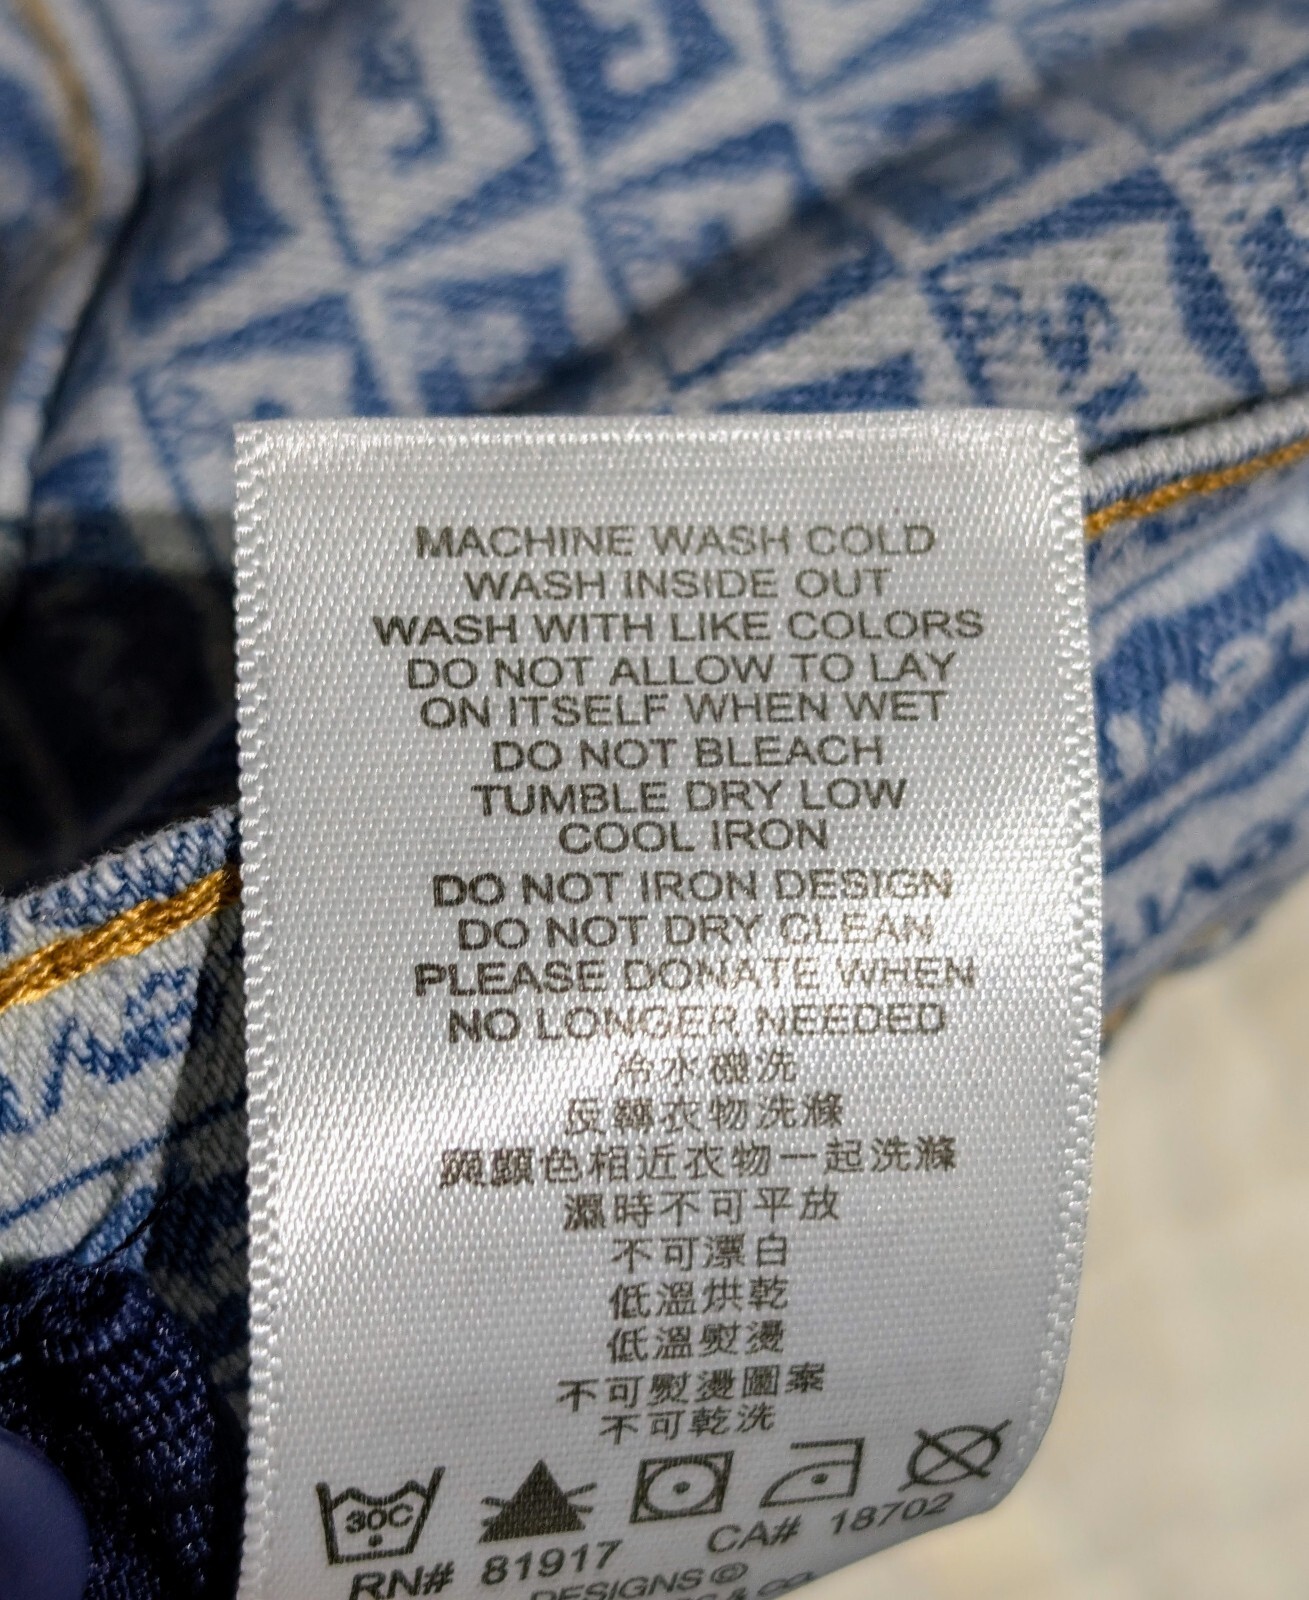 MACHINE WASH COLD
WASH INSIDE OUT
WASH WITH LIKE COLORS
DO NOT ALLOW TO LAY
ON ITSELF WHEN WET
DO NOT BLEACH
TUMBLE DRY LOW
COOL IRON
DO NOT IRON DESIGN
DO NOT DRY CLEAN
PLEASE DONATE WHEN
NO LONGER NEEDED
冷水機洗
反轉衣物洗滌
與顏色相近衣物一起洗滌
濕時不可平放
不可漂白
低溫烘乾
低溫熨燙
不可熨燙圖案
不可乾洗
30C
RN# 81917 CA# 18702
DESIGNS ©
& CO.